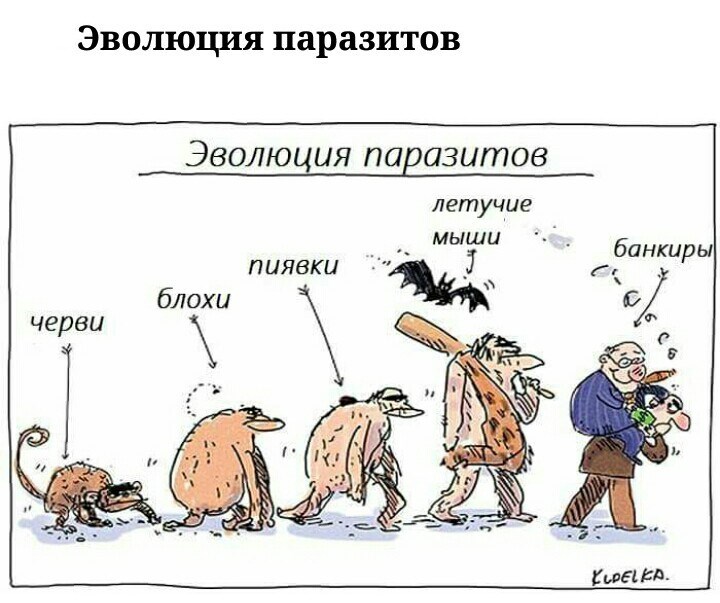 Эволюция паразитов
Эволюция паразитов
летучие
мыши
банкиры
пиявки
блохи
черви
KUDELKA.